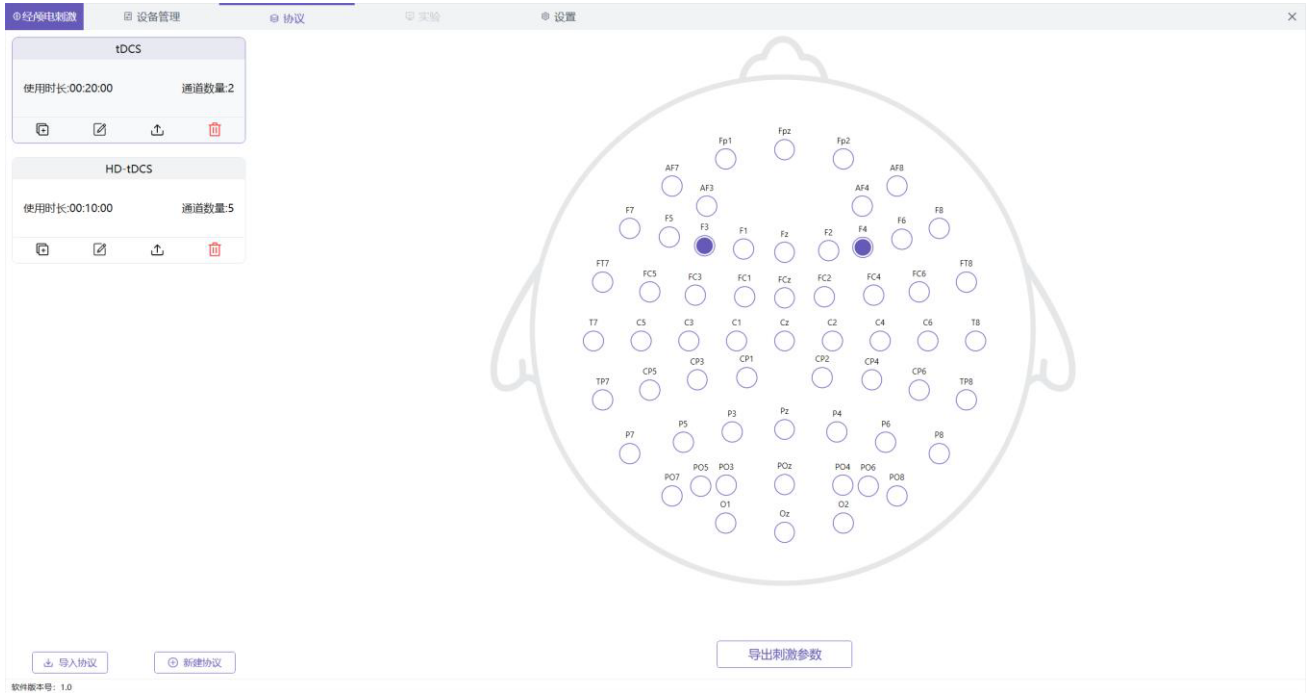 经颅电刺激 设备管理 协议 实验 设置
tDCS
使用时长:00:20:00 通道数量:2
HD-tDCS
使用时长:00:10:00 通道数量:5
Fpz
Fp1 Fp2
AF7 AF8
AF3 AF4
F7 F5 F3 F1 Fz F2 F4 F6 F8
FT7 FC5 FC3 FC1 FCz FC2 FC4 FC6 FT8
T7 C5 C3 C1 Cz C2 C4 C6 T8
TP7 CP5 CP3 CP1 CP2 CP4 CP6 TP8
P7 P5 P3 Pz P4 P6 P8
PO7 PO5 PO3 POz PO4 PO6 PO8
O1 Oz O2
导入协议 新建协议 导出刺激参数
软件版本号: 1.0